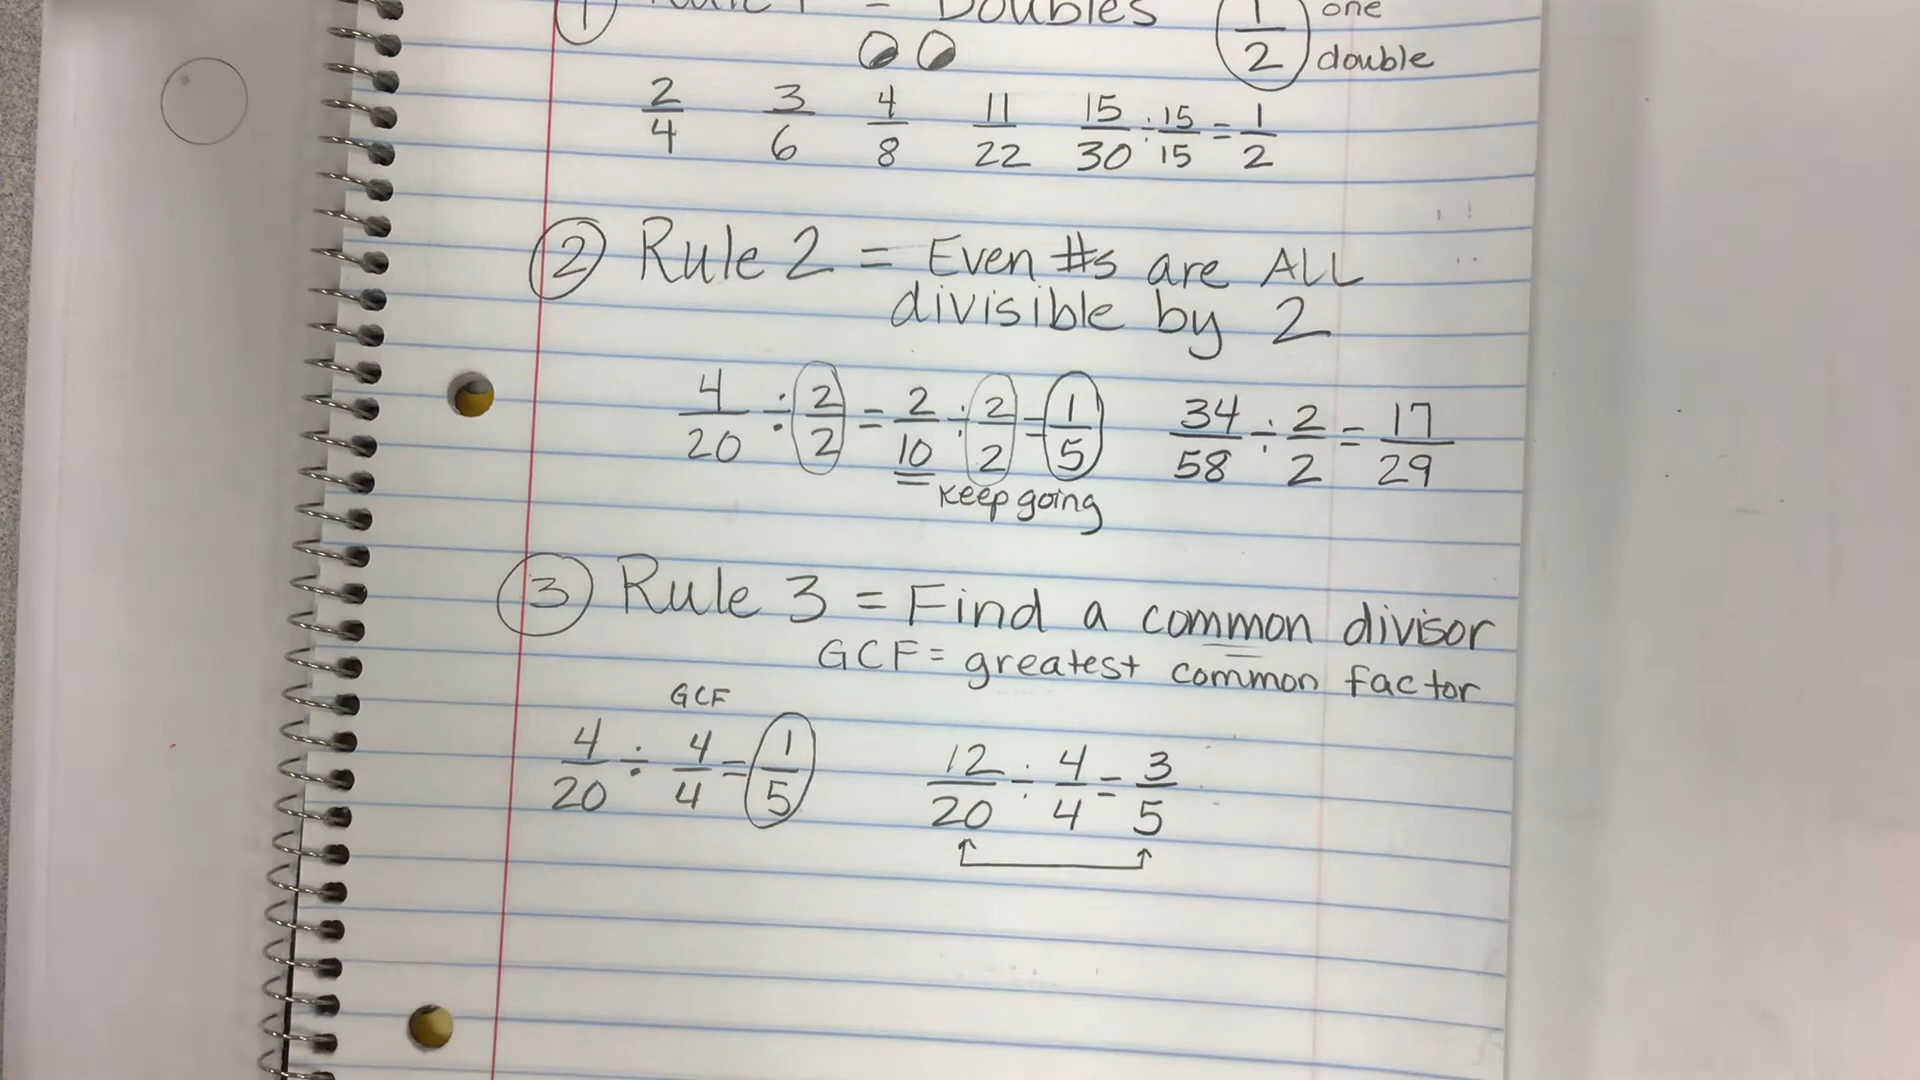 ① Rule 1 = Doubles 1/2 one double
2/4 3/6 4/8 11/22 15/30 ÷ 15/15 = 1/2
② Rule 2 = Even #s are ALL
divisible by 2
4/20 ÷ 2/2 = 2/10 ÷ 2/2 = 1/5 34/58 ÷ 2/2 = 17/29
keep going
③ Rule 3 = Find a common divisor
GCF = greatest common factor
GCF
4/20 ÷ 4/4 = 1/5 12/20 ÷ 4/4 = 3/5